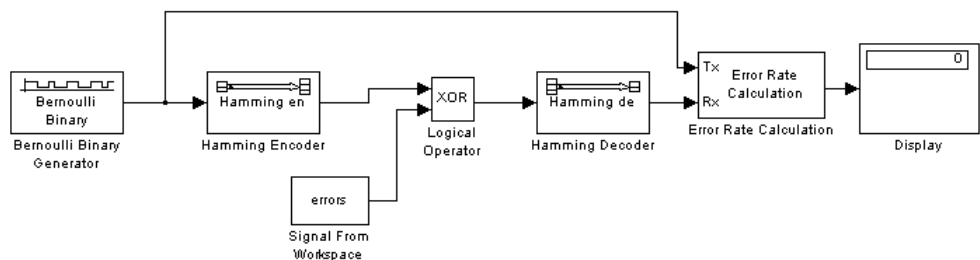 Bernoulli
Binary
Bernoulli Binary
Generator
Hamming en
Hamming Encoder
errors
Signal From
Workspace
XOR
Logical
Operator
Hamming de
Hamming Decoder
Tx
Rx
Error Rate
Calculation
Error Rate Calculation
0
Display